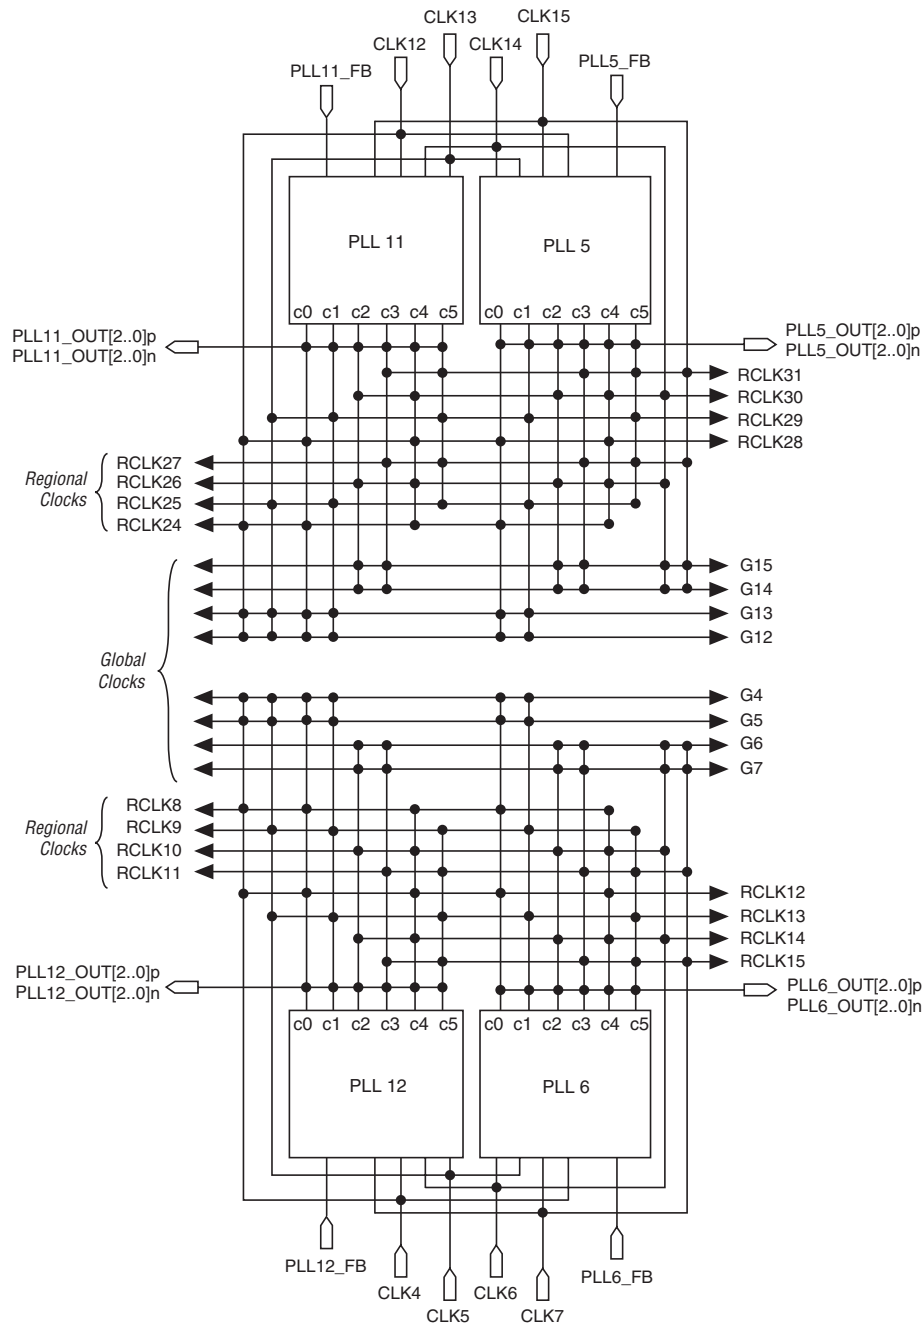 CLK13
CLK15
CLK12
CLK14
PLL11_FB
PLL5_FB
PLL 11
PLL 5
c0 c1 c2 c3 c4 c5
c0 c1 c2 c3 c4 c5
PLL11_OUT[2..0]p
PLL11_OUT[2..0]n
PLL5_OUT[2..0]p
PLL5_OUT[2..0]n
RCLK31
RCLK30
RCLK29
RCLK28
Regional
Clocks
RCLK27
RCLK26
RCLK25
RCLK24
G15
G14
G13
G12
Global
Clocks
G4
G5
G6
G7
Regional
Clocks
RCLK8
RCLK9
RCLK10
RCLK11
RCLK12
RCLK13
RCLK14
RCLK15
PLL12_OUT[2..0]p
PLL12_OUT[2..0]n
PLL6_OUT[2..0]p
PLL6_OUT[2..0]n
c0 c1 c2 c3 c4 c5
c0 c1 c2 c3 c4 c5
PLL 12
PLL 6
PLL12_FB
PLL6_FB
CLK4
CLK6
CLK5
CLK7